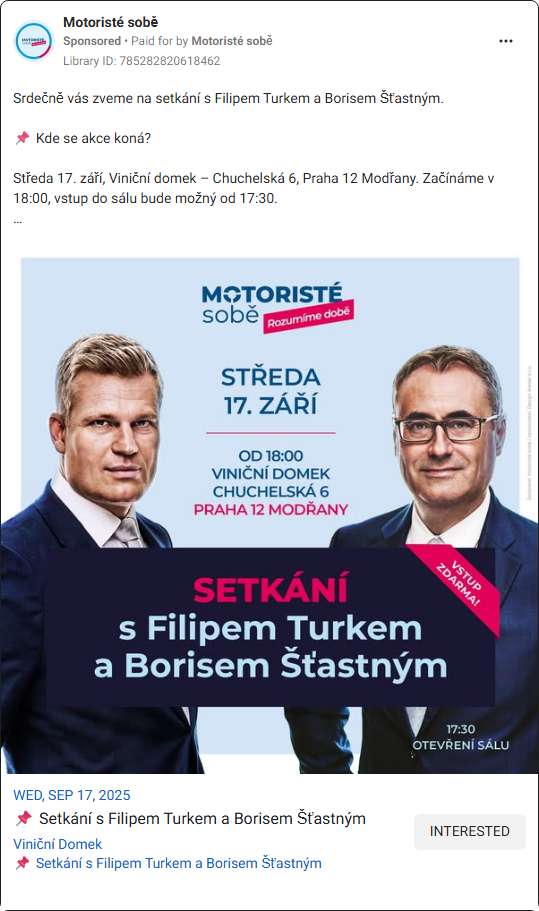 Motoristé sobě
Sponsored • Paid for by Motoristé sobě
Library ID: 785282820618462
Srdečně vás zveme na setkání s Filipem Turkem a Borisem Šťastným.
📌 Kde se akce koná?
Středa 17. září, Viniční domek – Chuchelská 6, Praha 12 Modřany. Začínáme v
18:00, vstup do sálu bude možný od 17:30.
...
MOTORISTÉ
sobě
Rozumíme době
STŘEDA
17. ZÁŘÍ
OD 18:00
VINIČNÍ DOMEK
CHUCHELSKÁ 6
PRAHA 12 MODŘANY
VSTUP
ZDARMA!
SETKÁNÍ
s Filipem Turkem
a Borisem Šťastným
17:30
OTEVŘENÍ SÁLU
WED, SEP 17, 2025
📌 Setkání s Filipem Turkem a Borisem Šťastným
INTERESTED
Viniční Domek
📌 Setkání s Filipem Turkem a Borisem Šťastným